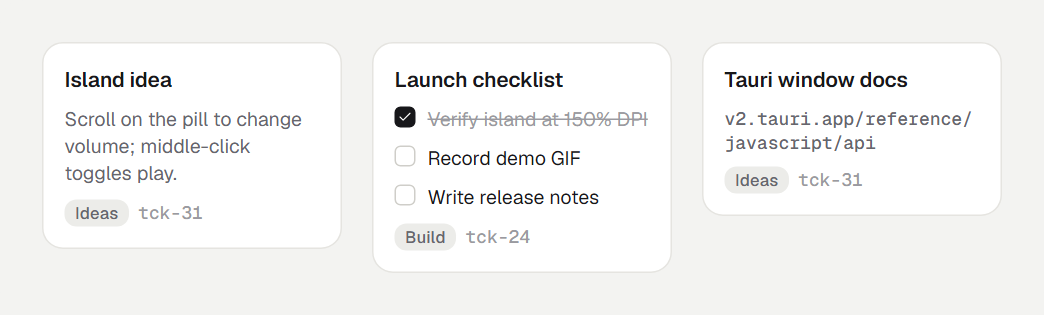 Island idea
Scroll on the pill to change
volume; middle-click
toggles play.
Ideas tck-31
Launch checklist
Verify island at 150% DPI
Record demo GIF
Write release notes
Build tck-24
Tauri window docs
v2.tauri.app/reference/
javascript/api
Ideas tck-31